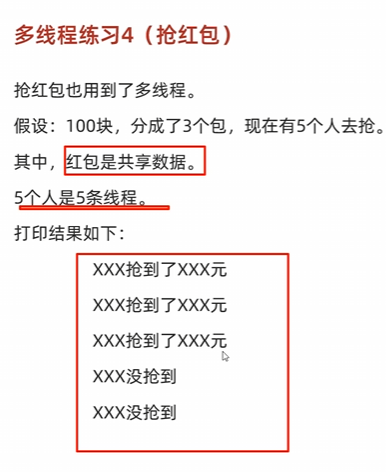 多线程练习4（抢红包）
抢红包也用到了多线程。
假设：100块，分成了3个包，现在有5个人去抢。
其中，红包是共享数据。
5个人是5条线程。
打印结果如下：
XXX抢到了XXX元
XXX抢到了XXX元
XXX抢到了XXX元
XXX没抢到
XXX没抢到